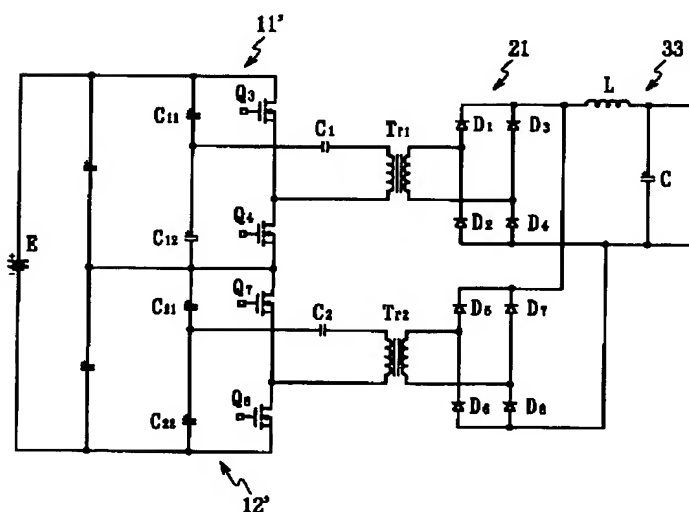 11'
21
33
Q3
L
C11
C1
Tr1
D1
D3
C
Q4
D2
D4
E
C12
Q7
C21
C2
Tr2
D5
D7
Q8
C22
D6
D8
12'